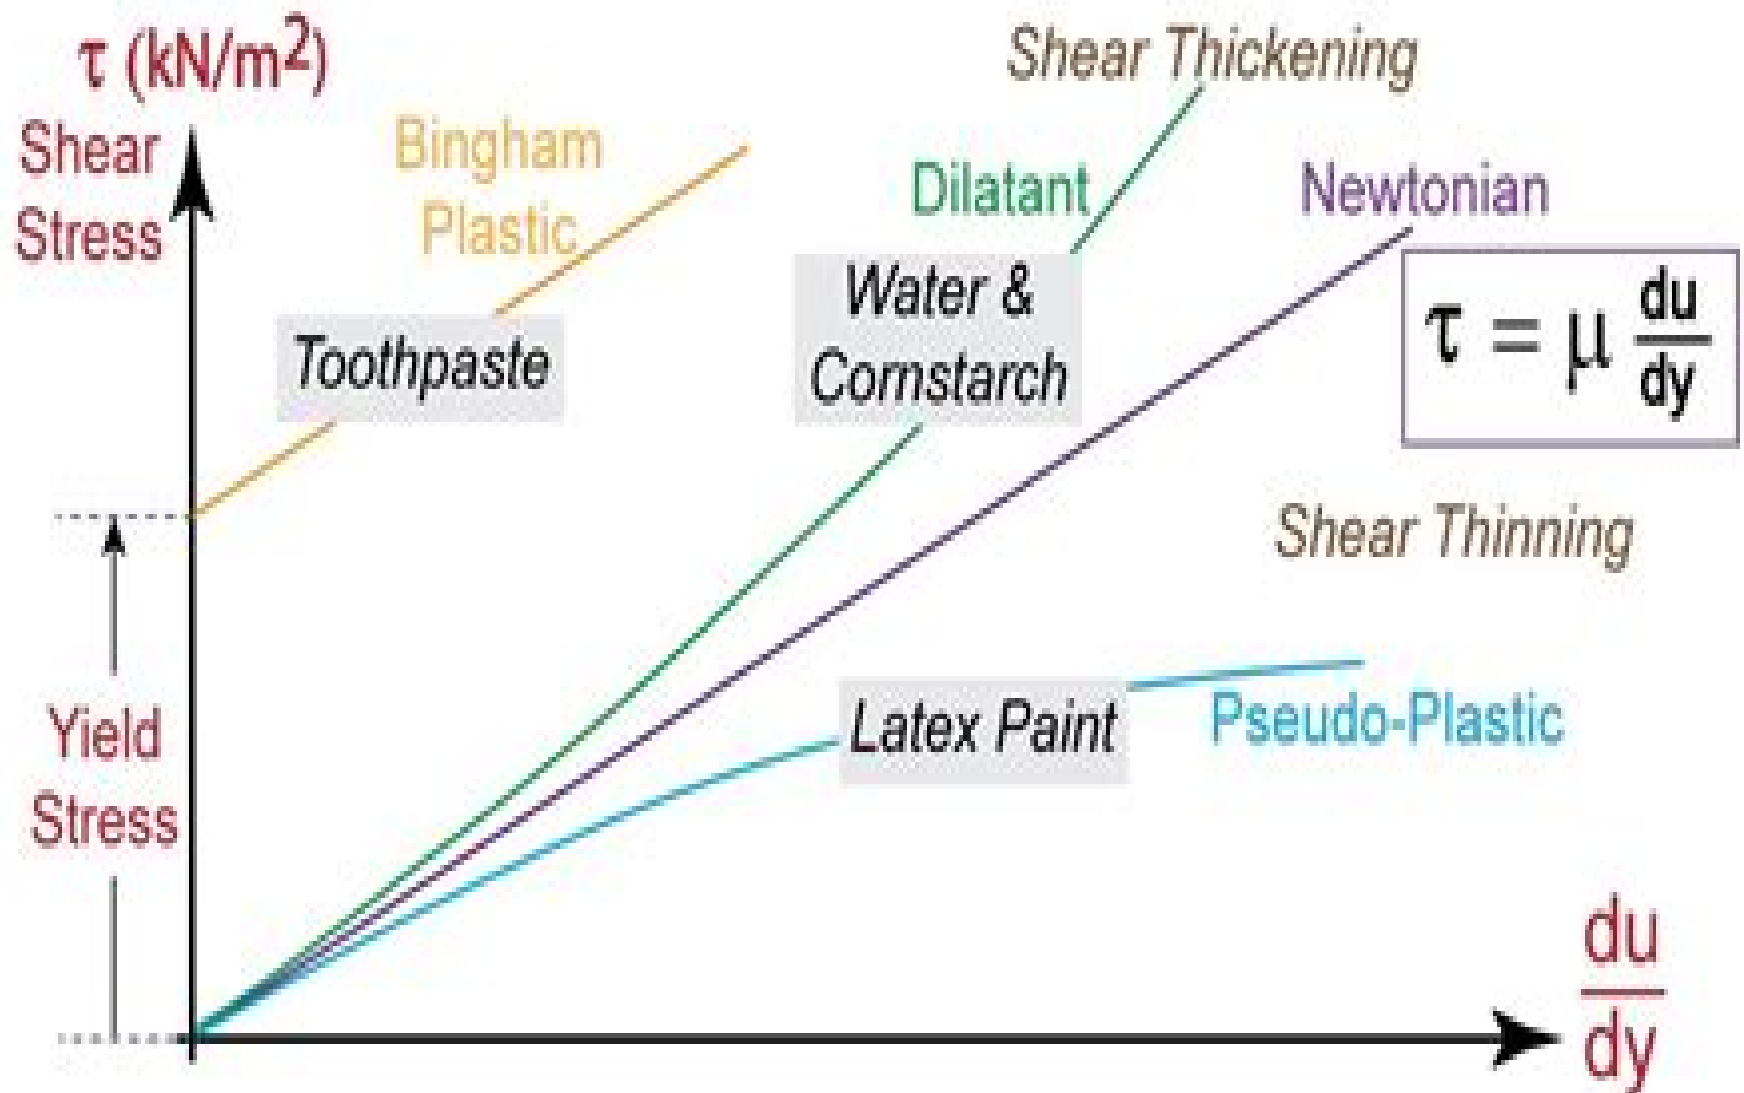 τ (kN/m²)
Shear
Stress
Bingham
Plastic
Toothpaste
Shear Thickening
Dilatant
Water &
Cornstarch
Newtonian
τ = μ du/dy
Shear Thinning
Latex Paint
Pseudo-Plastic
Yield
Stress
du
dy